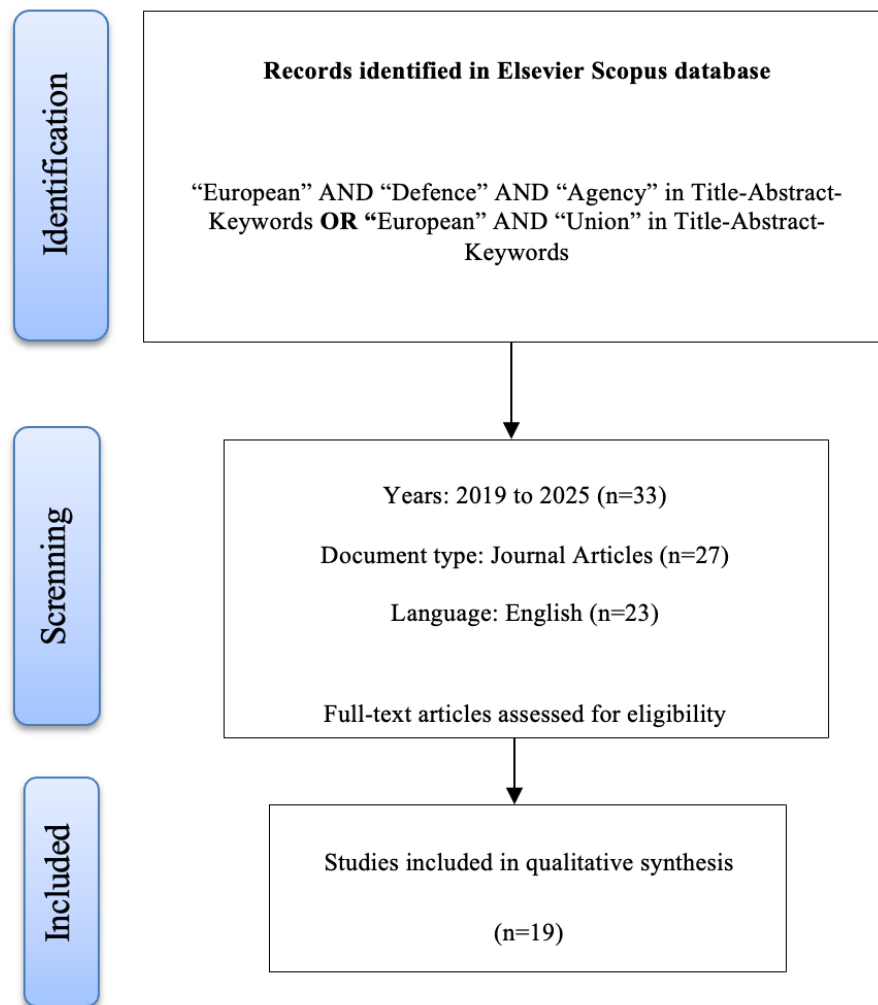 Identification
Records identified in Elsevier Scopus database
“European” AND “Defence” AND “Agency” in Title-Abstract-
Keywords OR “European” AND “Union” in Title-Abstract-
Keywords
Screnning
Years: 2019 to 2025 (n=33)
Document type: Journal Articles (n=27)
Language: English (n=23)
Full-text articles assessed for eligibility
Included
Studies included in qualitative synthesis
(n=19)